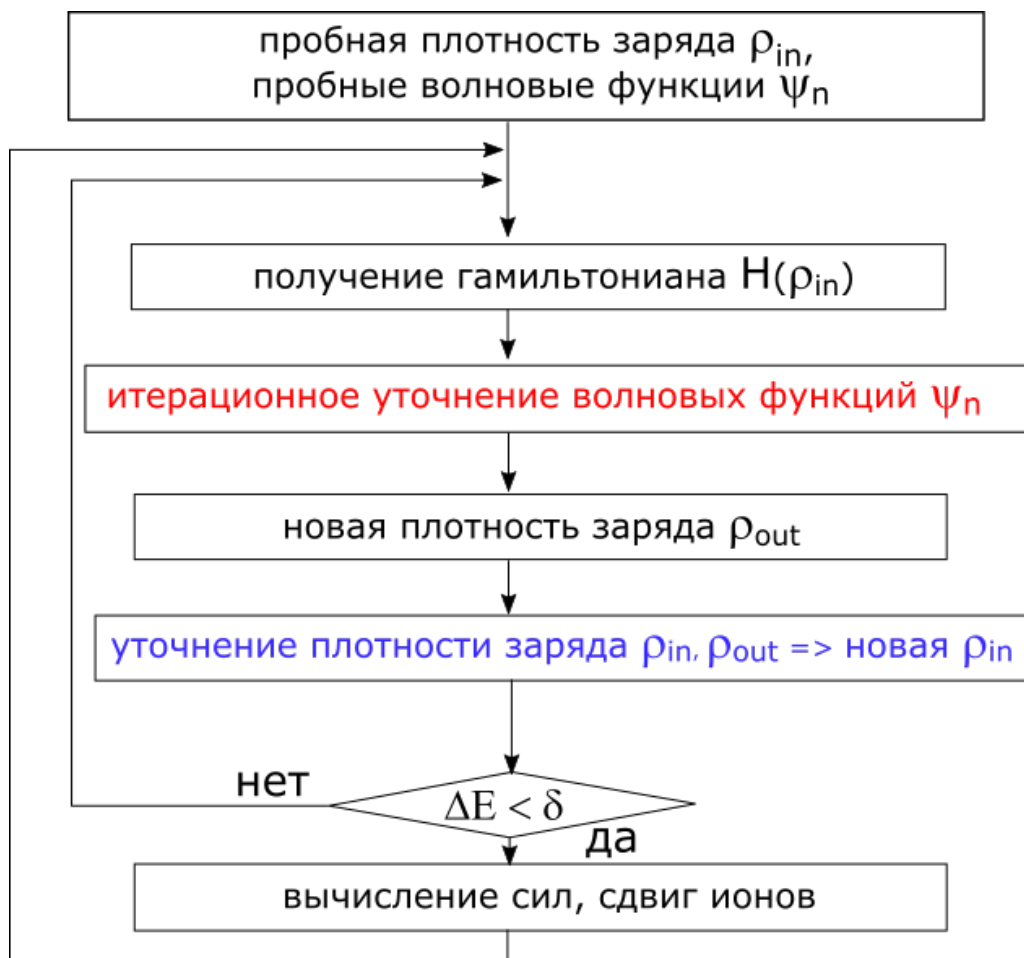 пробная плотность заряда ρin,
пробные волновые функции ψn
получение гамильтониана H(ρin)
итерационное уточнение волновых функций ψn
новая плотность заряда ρout
уточнение плотности заряда ρin, ρout => новая ρin
нет
ΔE < δ
да
вычисление сил, сдвиг ионов